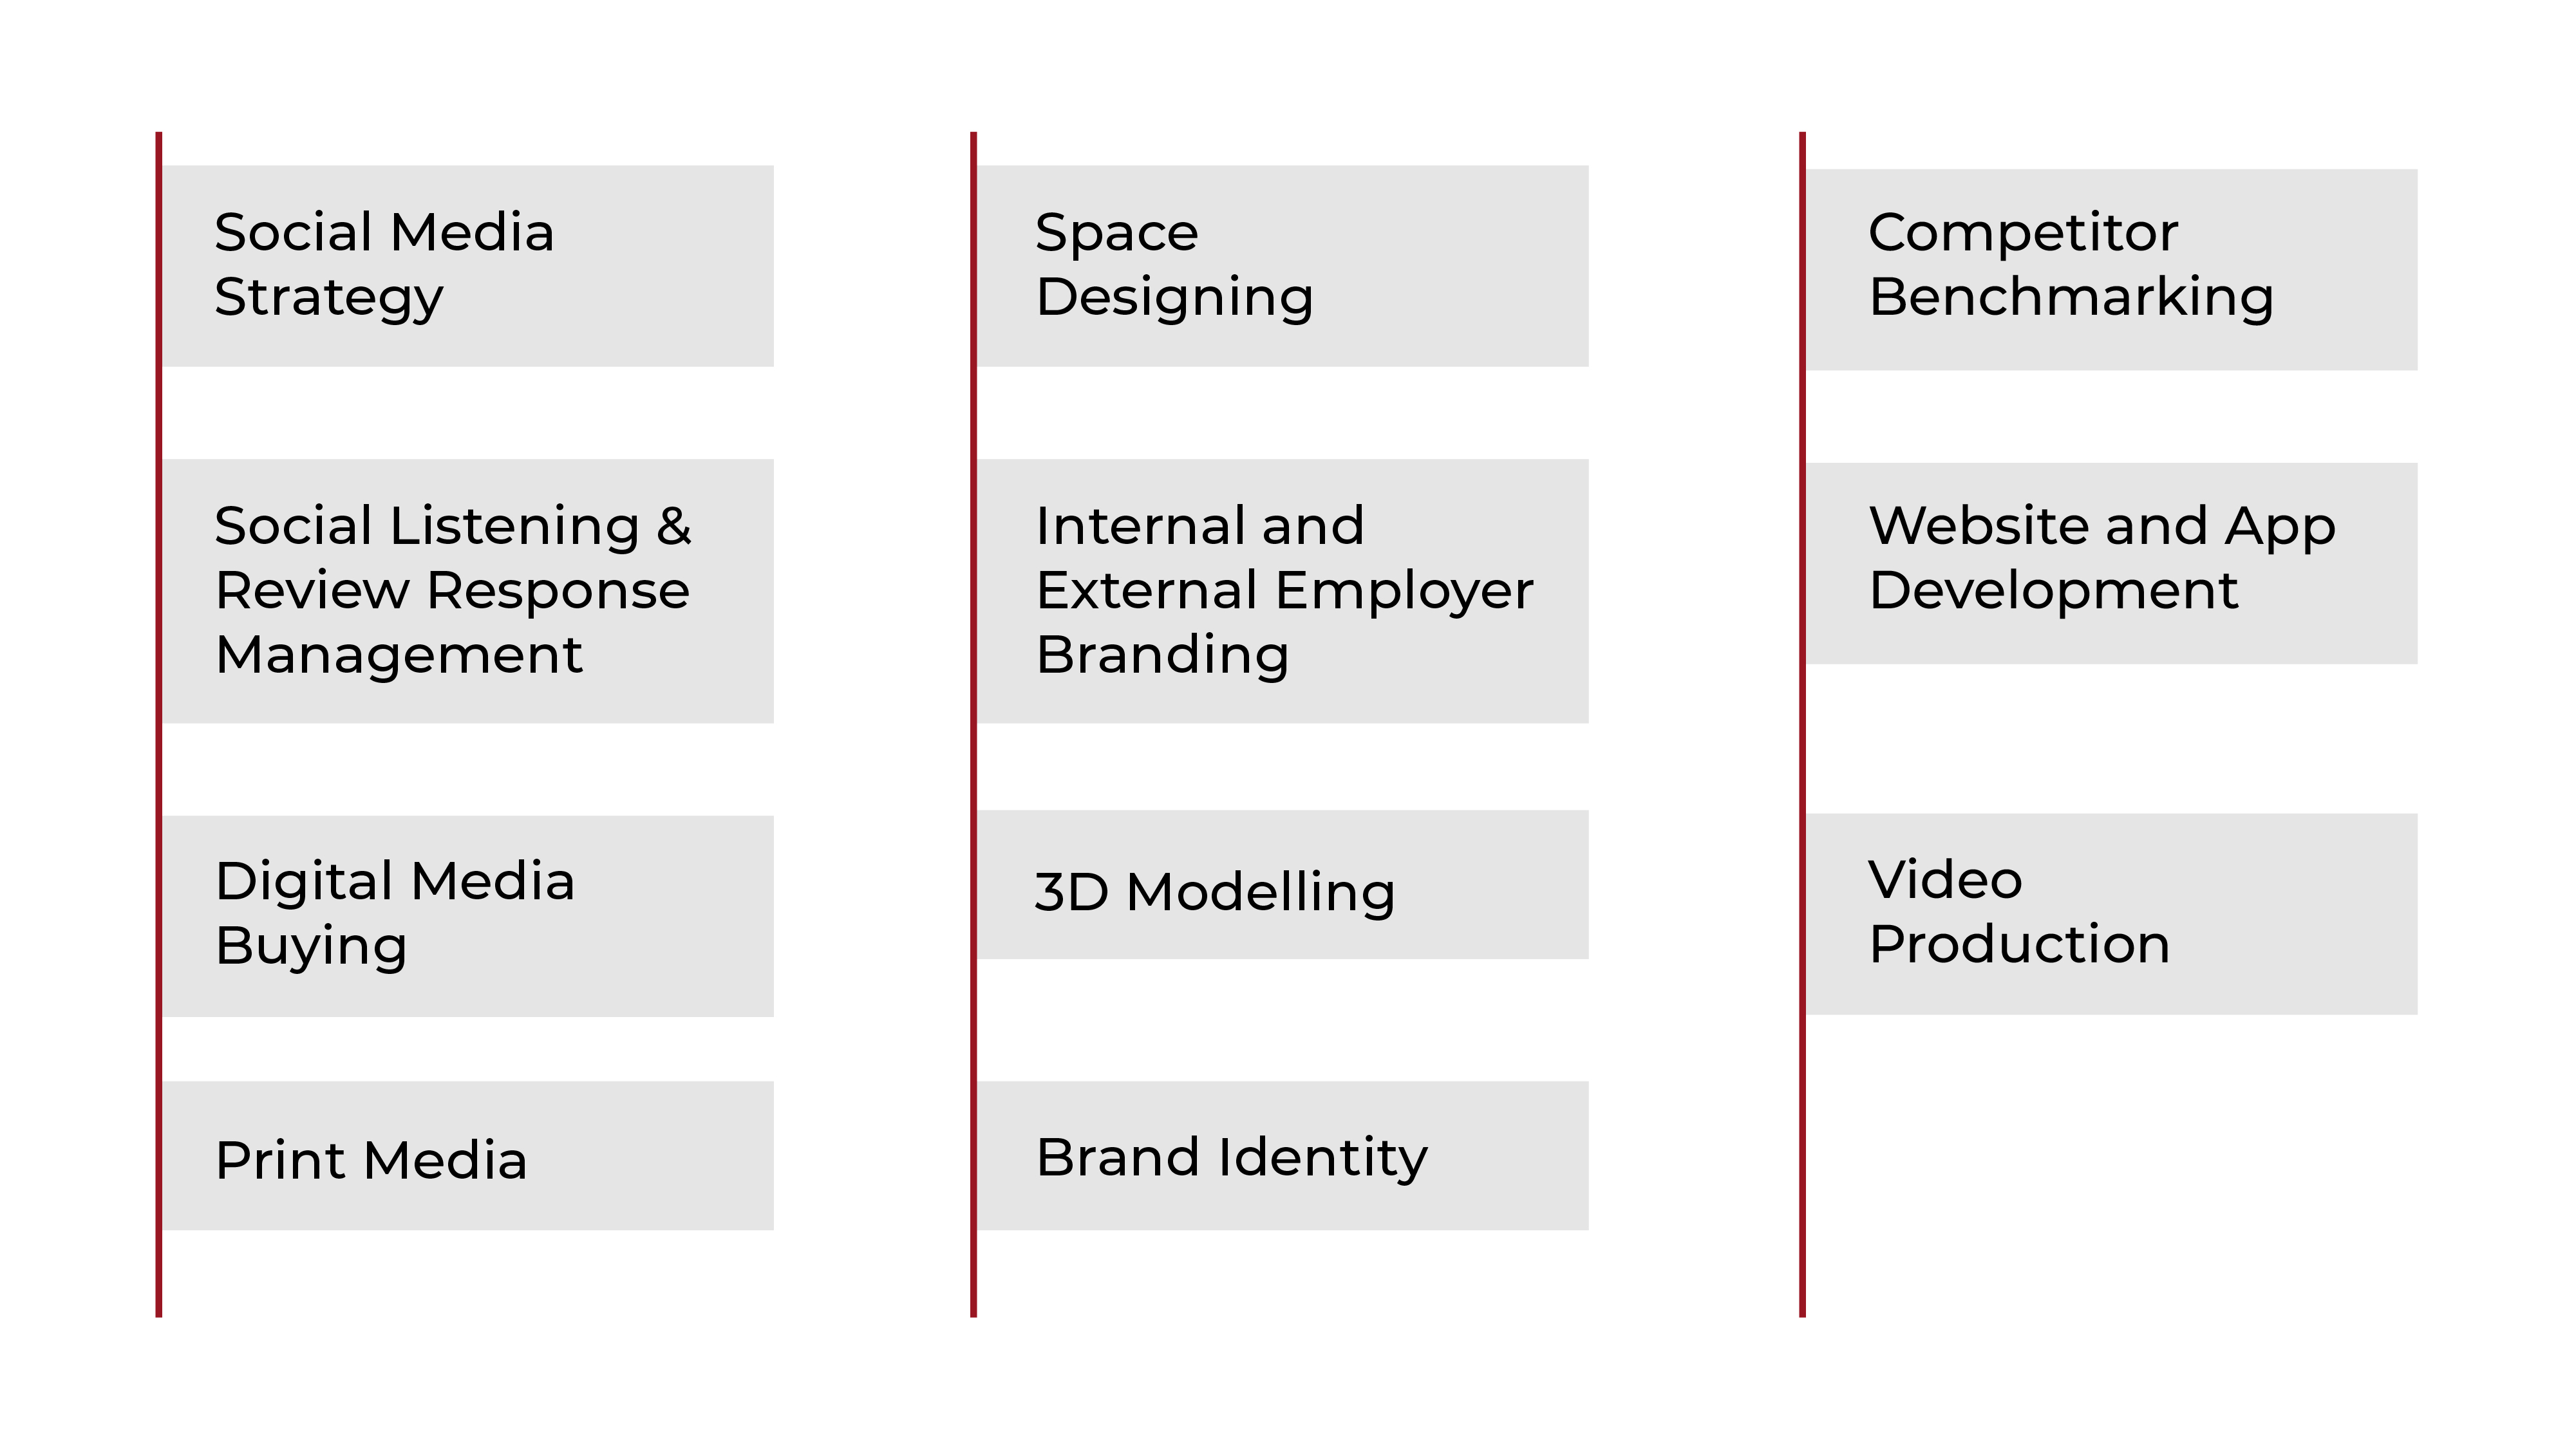 Social Media
Strategy
Social Listening &
Review Response
Management
Digital Media
Buying
Print Media
Space
Designing
Internal and
External Employer
Branding
3D Modelling
Brand Identity
Competitor
Benchmarking
Website and App
Development
Video
Production